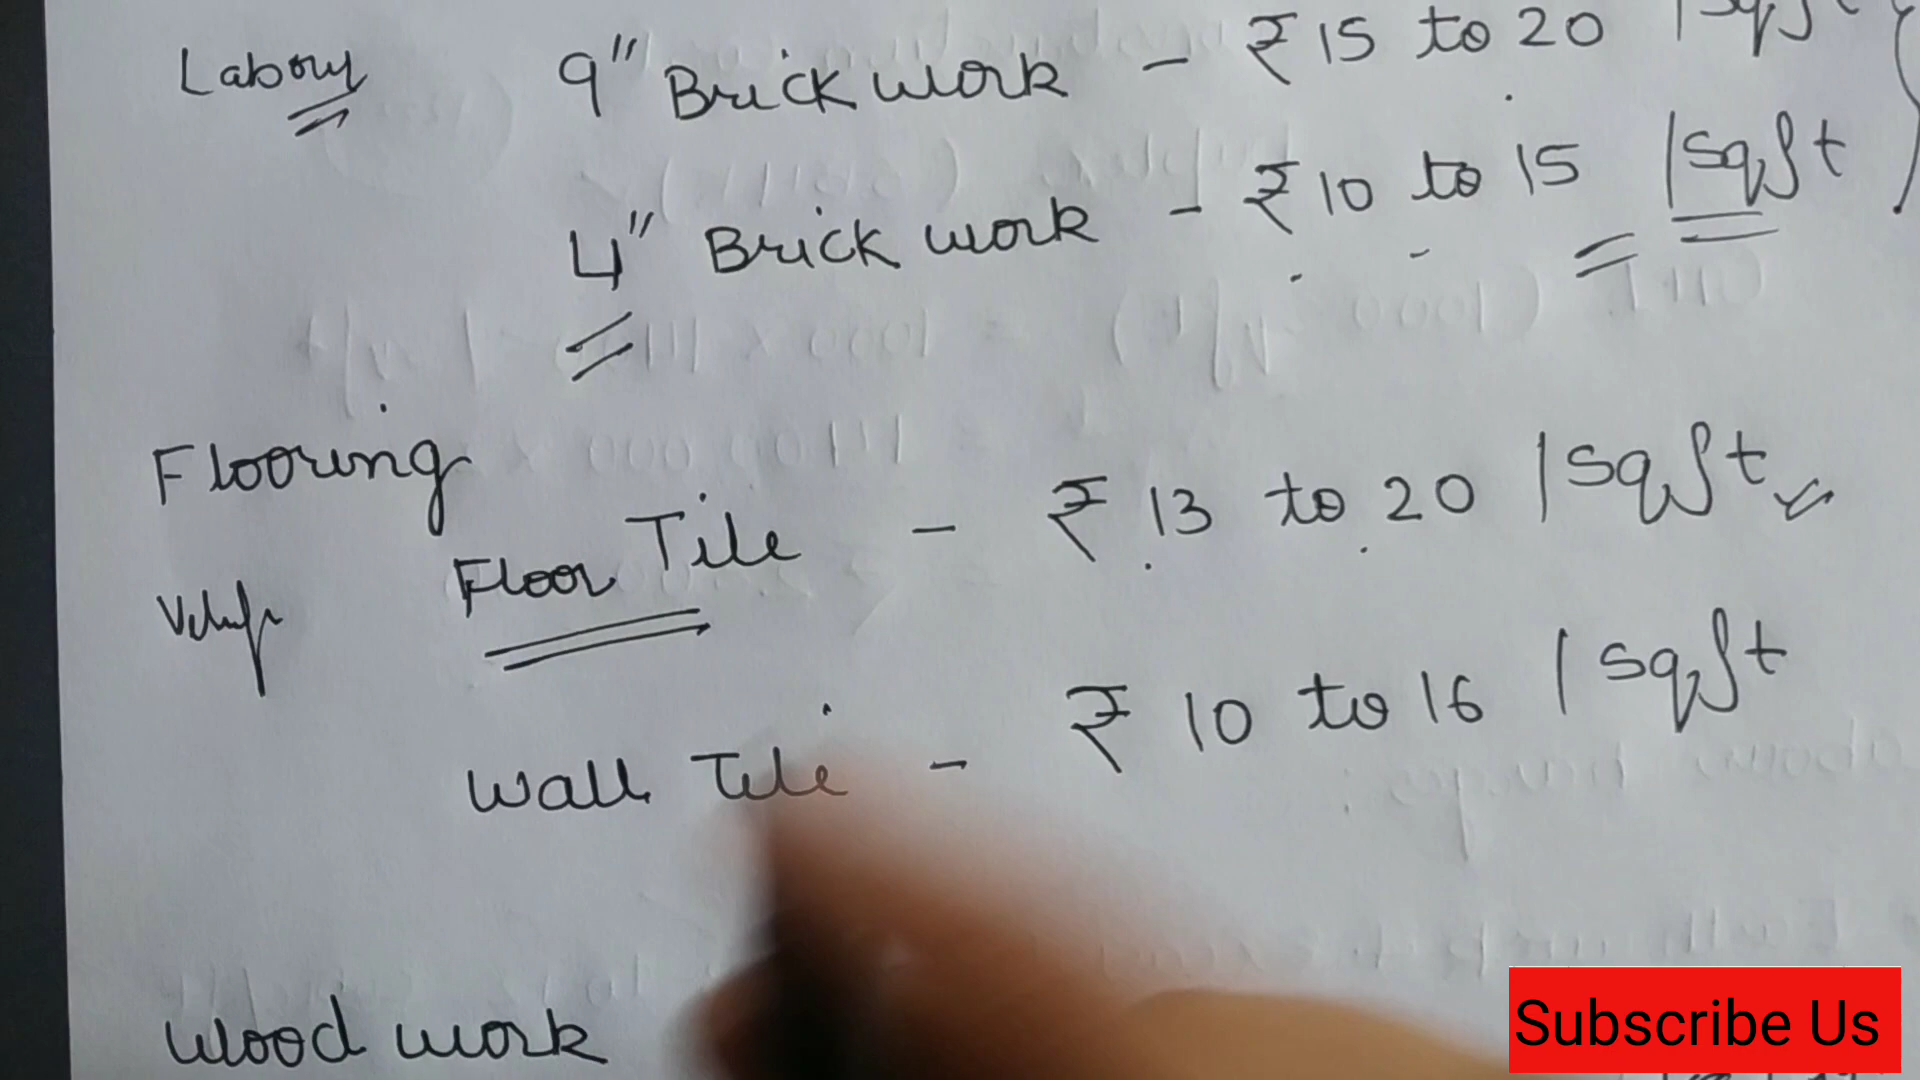 Labour 9" Brick work - ₹ 15 to 20 /sqft
4" Brick work - ₹ 10 to 15 /sqft
Flooring
Floor Tile - ₹ 13 to 20 /sqft
Wall Tile - ₹ 10 to 16 /sqft
Wood work
Subscribe Us